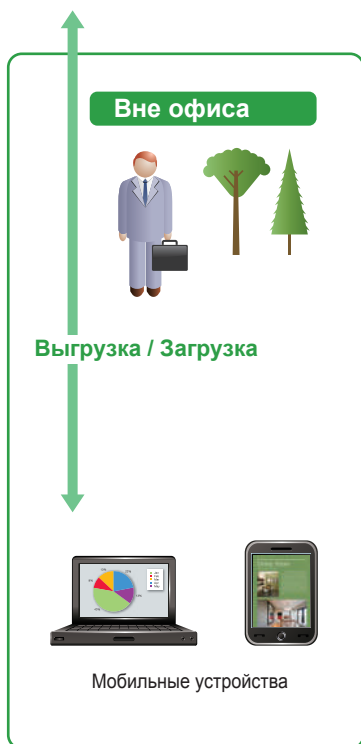 Вне офиса
Выгрузка / Загрузка
Мобильные устройства